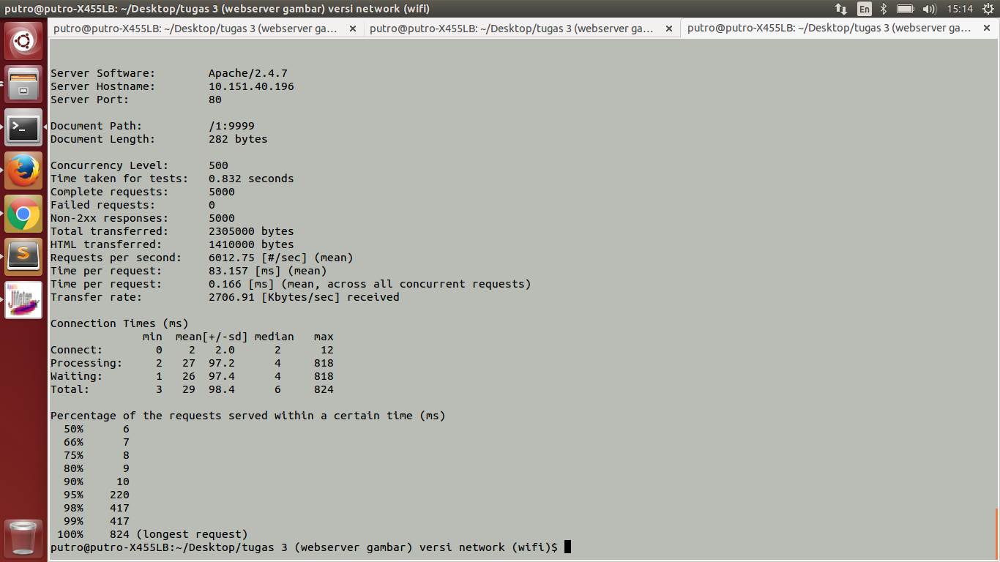 putro@putro-X455LB: ~/Desktop/tugas 3 (webserver gambar) versi network (wifi) En 15:14
putro@putro-X455LB: ~/Desktop/tugas 3 (webserver ga... putro@putro-X455LB: ~/Desktop/tugas 3 (webserver ga... putro@putro-X455LB: ~/Desktop/tugas 3 (webserver ga...
Server Software: Apache/2.4.7
Server Hostname: 10.151.40.196
Server Port: 80
Document Path: /1:9999
Document Length: 282 bytes
Concurrency Level: 500
Time taken for tests: 0.832 seconds
Complete requests: 5000
Failed requests: 0
Non-2xx responses: 5000
Total transferred: 2305000 bytes
HTML transferred: 1410000 bytes
Requests per second: 6012.75 [#/sec] (mean)
Time per request: 83.157 [ms] (mean)
Time per request: 0.166 [ms] (mean, across all concurrent requests)
Transfer rate: 2706.91 [Kbytes/sec] received
Connection Times (ms)
min mean[+/-sd] median max
Connect: 0 2 2.0 2 12
Processing: 2 27 97.2 4 818
Waiting: 1 26 97.4 4 818
Total: 3 29 98.4 6 824
Percentage of the requests served within a certain time (ms)
50% 6
66% 7
75% 8
80% 9
90% 10
95% 220
98% 417
99% 417
100% 824 (longest request)
putro@putro-X455LB:~/Desktop/tugas 3 (webserver gambar) versi network (wifi)$